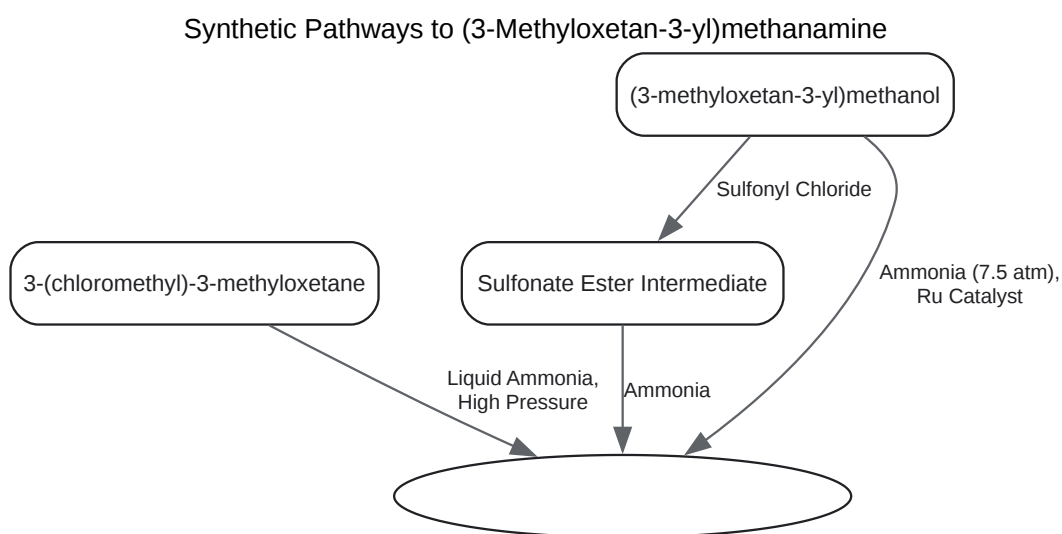 Synthetic Pathways to (3-Methyloxetan-3-yl)methanamine
(3-methyloxetan-3-yl)methanol
Sulfonyl Chloride
3-(chloromethyl)-3-methyloxetane
Sulfonate Ester Intermediate
Ammonia (7.5 atm),
Ru Catalyst
Liquid Ammonia,
High Pressure
Ammonia